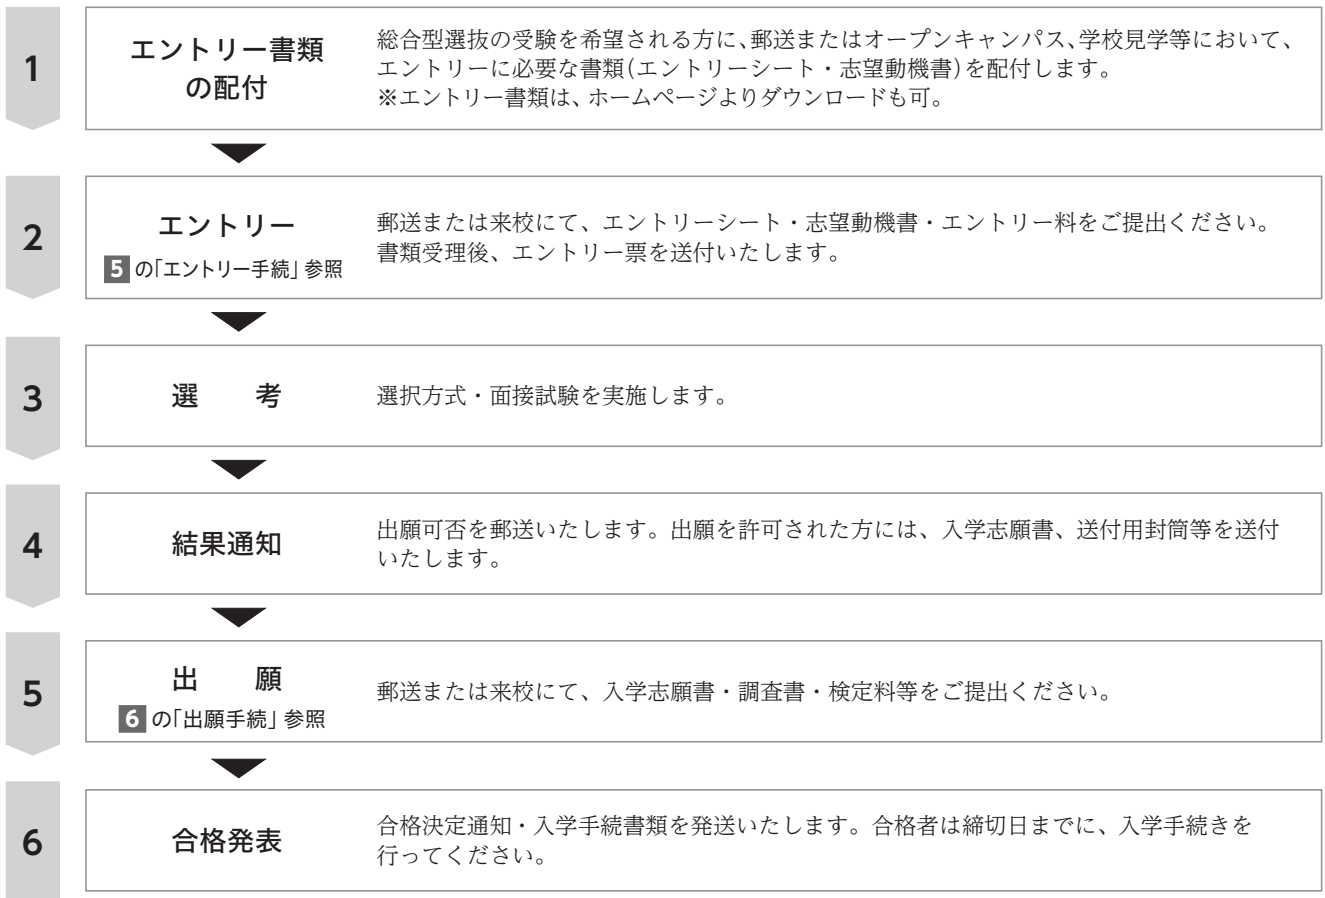 1
エントリー書類
の配付
総合型選抜の受験を希望される方に、郵送またはオープンキャンパス、学校見学等において、
エントリーに必要な書類(エントリーシート・志望動機書)を配付します。
※エントリー書類は、ホームページよりダウンロードも可。
2
エントリー
5 の「エントリー手続」参照
郵送または来校にて、エントリーシート・志望動機書・エントリー料をご提出ください。
書類受理後、エントリー票を送付いたします。
3
選　考
選択方式・面接試験を実施します。
4
結果通知
出願可否を郵送いたします。出願を許可された方には、入学志願書、送付用封筒等を送付
いたします。
5
出　願
6 の「出願手続」参照
郵送または来校にて、入学志願書・調査書・検定料等をご提出ください。
6
合格発表
合格決定通知・入学手続書類を発送いたします。合格者は締切日までに、入学手続きを
行ってください。